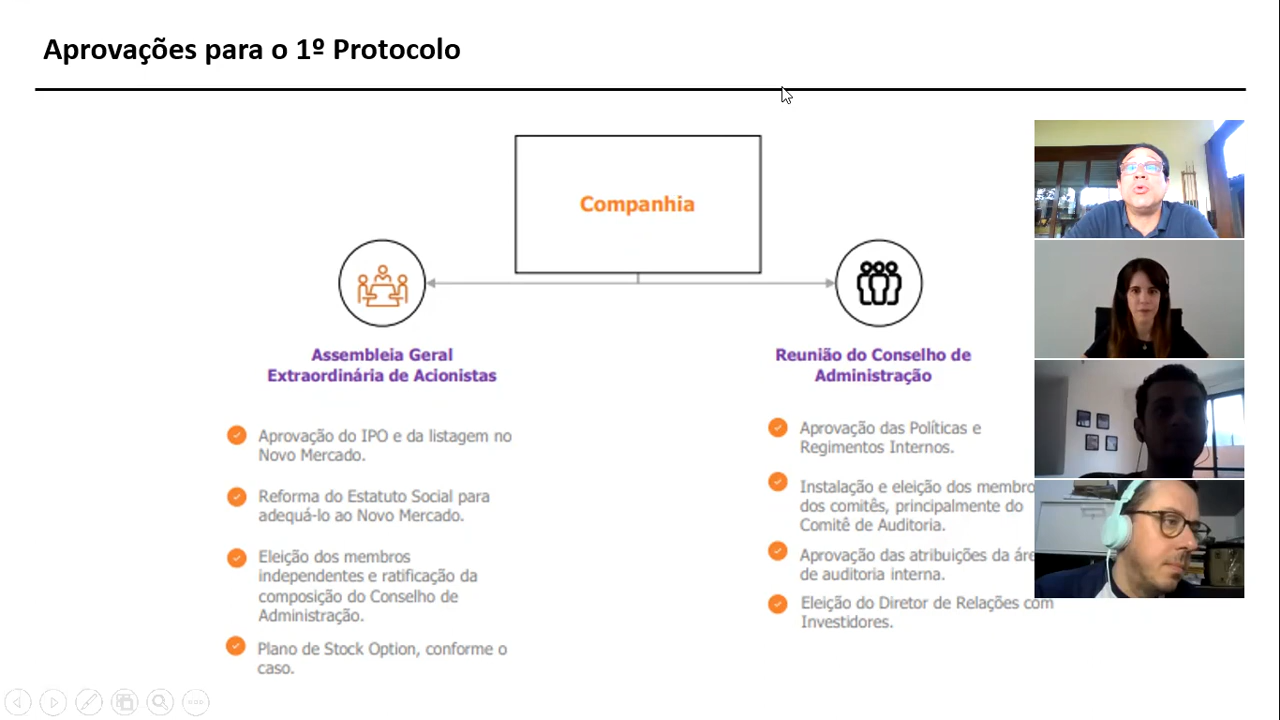 Aprovações para o 1º Protocolo
Companhia
Assembleia Geral
Extraordinária de Acionistas
Aprovação do IPO e da listagem no
Novo Mercado.
Reforma do Estatuto Social para
adequá-lo ao Novo Mercado.
Eleição dos membros
independentes e ratificação da
composição do Conselho de
Administração.
Plano de Stock Option, conforme o
caso.
Reunião do Conselho de
Administração
Aprovação das Políticas e
Regimentos Internos.
Instalação e eleição dos membro
dos comitês, principalmente do
Comitê de Auditoria.
Aprovação das atribuições da áre
de auditoria interna.
Eleição do Diretor de Relações com
Investidores.